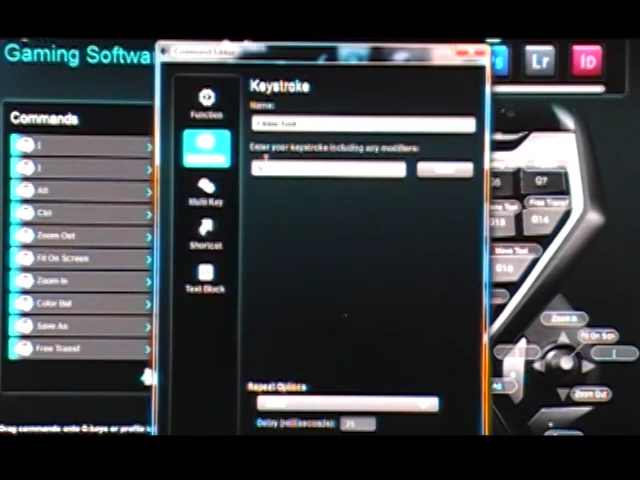 Gaming Softwa
Command Editor
Lr
ID
Commands
[
]
Alt
Ctrl
Zoom Out
Fit On Screen
Zoom In
Color Bal
Save As
Free Transf
Drag commands onto G-keys or profile
Function
Multi Key
Shortcut
Text Block
Keystroke
Name:
Enter your keystroke including any modifiers:
Repeat Options
Delay (milliseconds):
25
G7
Free Transf
G14
Move Tool
Zoom In
Fit On Scr
[
Zoom Out